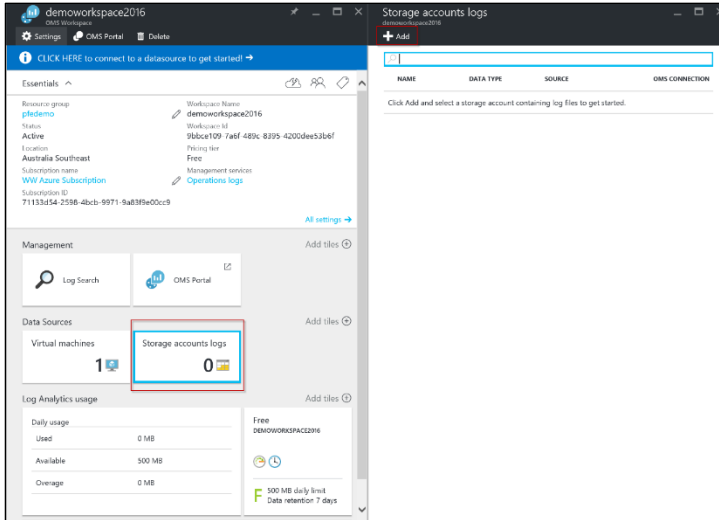 demoworkspace2016
OMS Workspace
Settings OMS Portal Delete
CLICK HERE to connect to a datasource to get started!
Essentials
Resource group
pfedemo
Workspace Name
demoworkspace2016
Status
Active
Workspace Id
9bbce109-7a6f-489c-8395-4200dee53b6f
Location
Australia Southeast
Pricing tier
Free
Subscription name
WW Azure Subscription
Management services
Operations logs
Subscription ID
71133d54-2598-4bcb-9971-9a83f9e00cc9
All settings
Management Add tiles
Log Search
OMS Portal
Data Sources Add tiles
Virtual machines
1
Storage accounts logs
0
Log Analytics usage Add tiles
Daily usage
Used 0 MB
Available 500 MB
Overage 0 MB
Free
DEMOWORKSPACE2016
F 500 MB daily limit
Data retention 7 days
Storage accounts logs
demoworkspace2016
Add
NAME DATA TYPE SOURCE OMS CONNECTION
Click Add and select a storage account containing log files to get started.